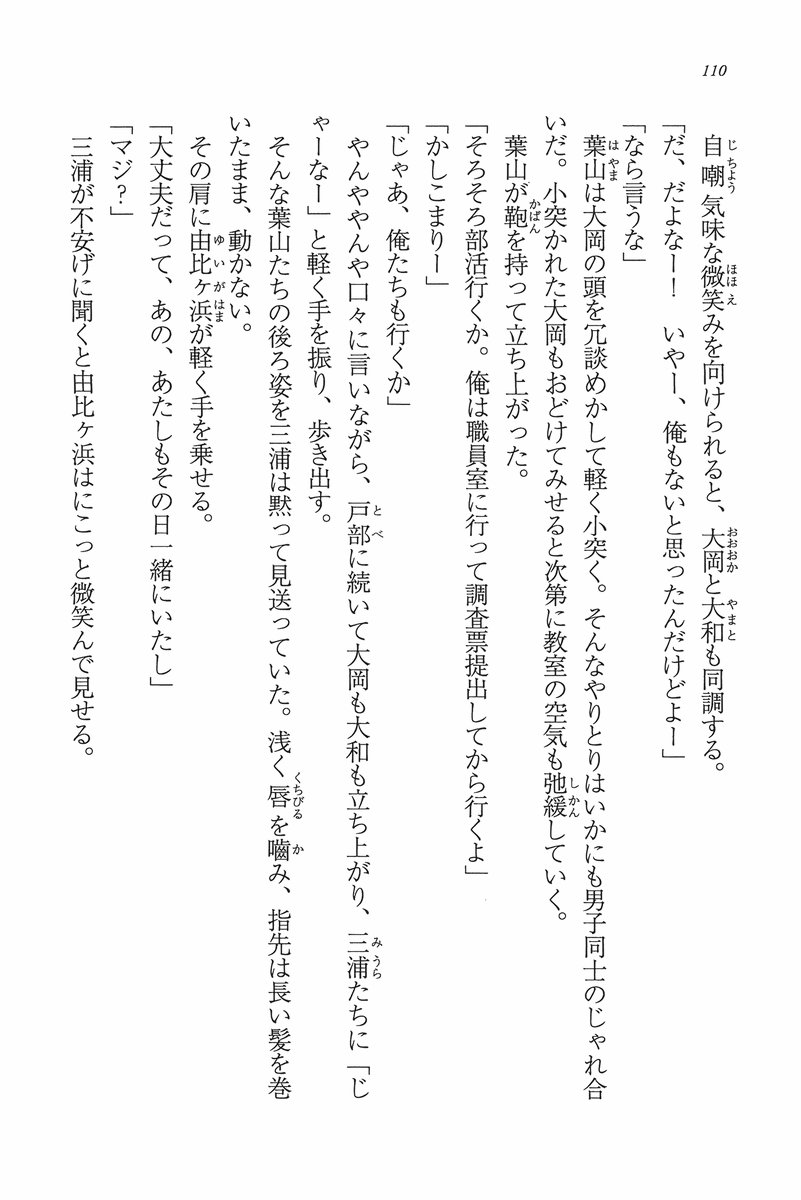 110
自嘲気味な微笑みを向けられると、大岡と大和も同調する。
「だ、だよなー！　いやー、俺もないと思ったんだけどよー」
「なら言うな」
葉山は大岡の頭を冗談めかして軽く小突く。そんなやりとりはいかにも男子同士のじゃれ合
いだ。小突かれた大岡もおどけてみせると次第に教室の空気も弛緩していく。
葉山が鞄を持って立ち上がった。
「そろそろ部活行くか。俺は職員室に行って調査票提出してから行くよ」
「かしこまりー」
「じゃあ、俺たちも行くか」
やんややんや口々に言いながら、戸部に続いて大岡も大和も立ち上がり、三浦たちに「じ
ゃーなー」と軽く手を振り、歩き出す。
そんな葉山たちの後ろ姿を三浦は黙って見送っていた。浅く唇を噛み、指先は長い髪を巻
いたまま、動かない。
その肩に由比ヶ浜が軽く手を乗せる。
「大丈夫だって、あの、あたしもその日一緒にいたし」
「マジ？」
三浦が不安げに聞くと由比ヶ浜はにこっと微笑んで見せる。